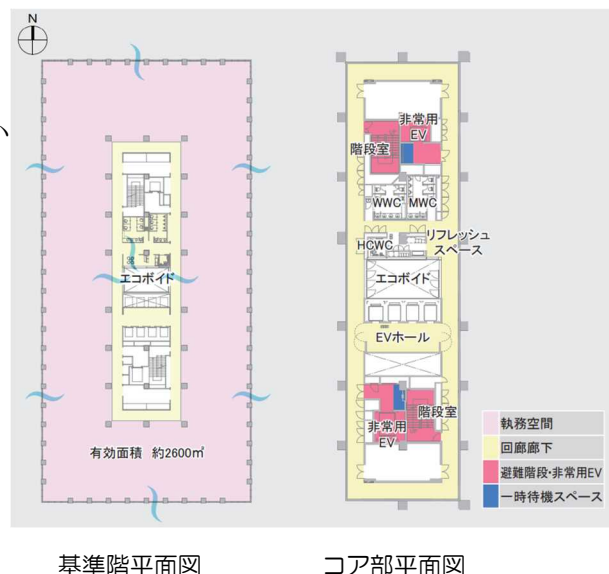 N
エコボイド
有効面積 約2600㎡
基準階平面図
非常用
EV
階段室
WWC
MWC
HCWC
リフレッシュ
スペース
エコボイド
EVホール
階段室
非常用
EV
執務空間
回廊廊下
避難階段・非常用EV
一時待機スペース
コア部平面図